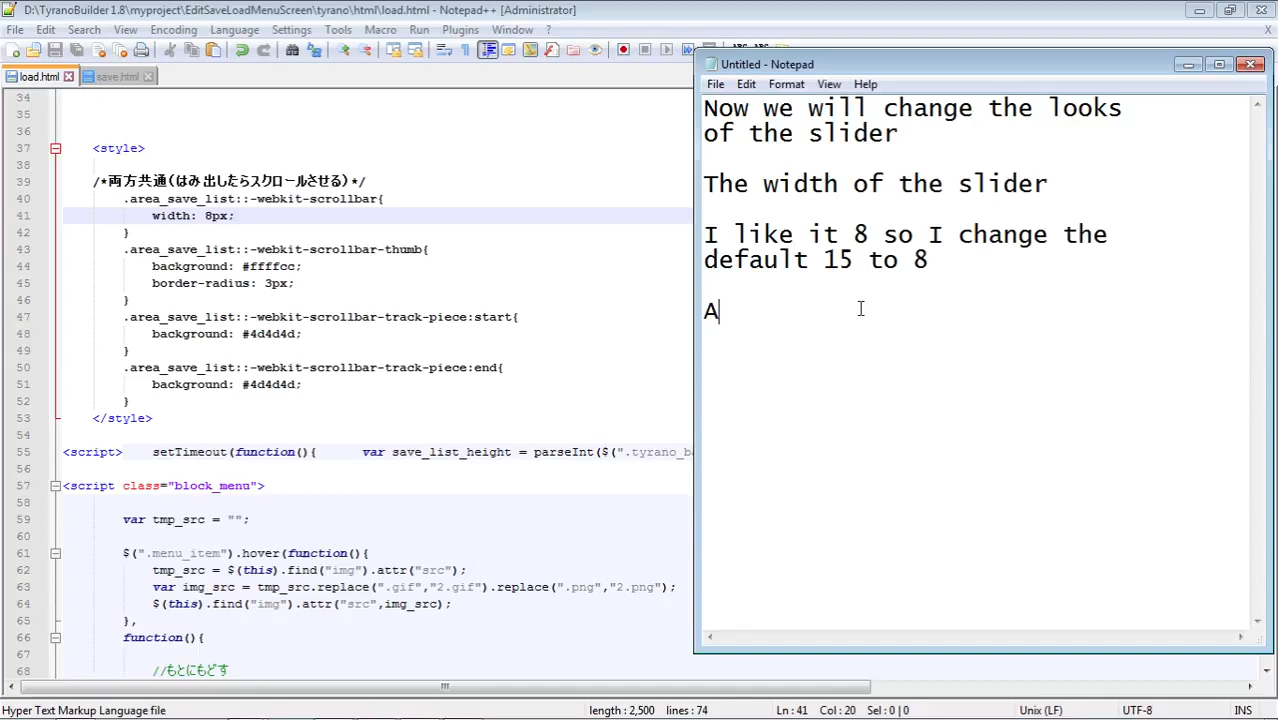 D:\TyranoBuilder 1.8\myproject\EditSaveLoadMenuScreen\tyrano\html\load.html - Notepad++ [Administrator]
File Edit Search View Encoding Language Settings Tools Macro Run Plugins Window ?
load.html save.html
34
35
36
37 <style>
38
39 /*両方共通(はみ出したらスクロールさせる)*/
40 .area_save_list::-webkit-scrollbar{
41 width: 8px;
42 }
43 .area_save_list::-webkit-scrollbar-thumb{
44 background: #ffffcc;
45 border-radius: 3px;
46 }
47 .area_save_list::-webkit-scrollbar-track-piece:start{
48 background: #4d4d4d;
49 }
50 .area_save_list::-webkit-scrollbar-track-piece:end{
51 background: #4d4d4d;
52 }
53 </style>
54
55 <script> setTimeout(function(){ var save_list_height = parseInt($(".tyrano_ba
56
57 <script class="block_menu">
58
59 var tmp_src = "";
60
61 $(".menu_item").hover(function(){
62 tmp_src = $(this).find("img").attr("src");
63 var img_src = tmp_src.replace(".gif","2.gif").replace(".png","2.png");
64 $(this).find("img").attr("src",img_src);
65 },
66 function(){
67
68 //もとにもどす
Hyper Text Markup Language file length : 2,500 lines : 74 Ln : 41 Col : 20 Sel : 0 | 0 Unix (LF) UTF-8 INS
Untitled - Notepad
File Edit Format View Help
Now we will change the looks
of the slider
The width of the slider
I like it 8 so I change the
default 15 to 8
A